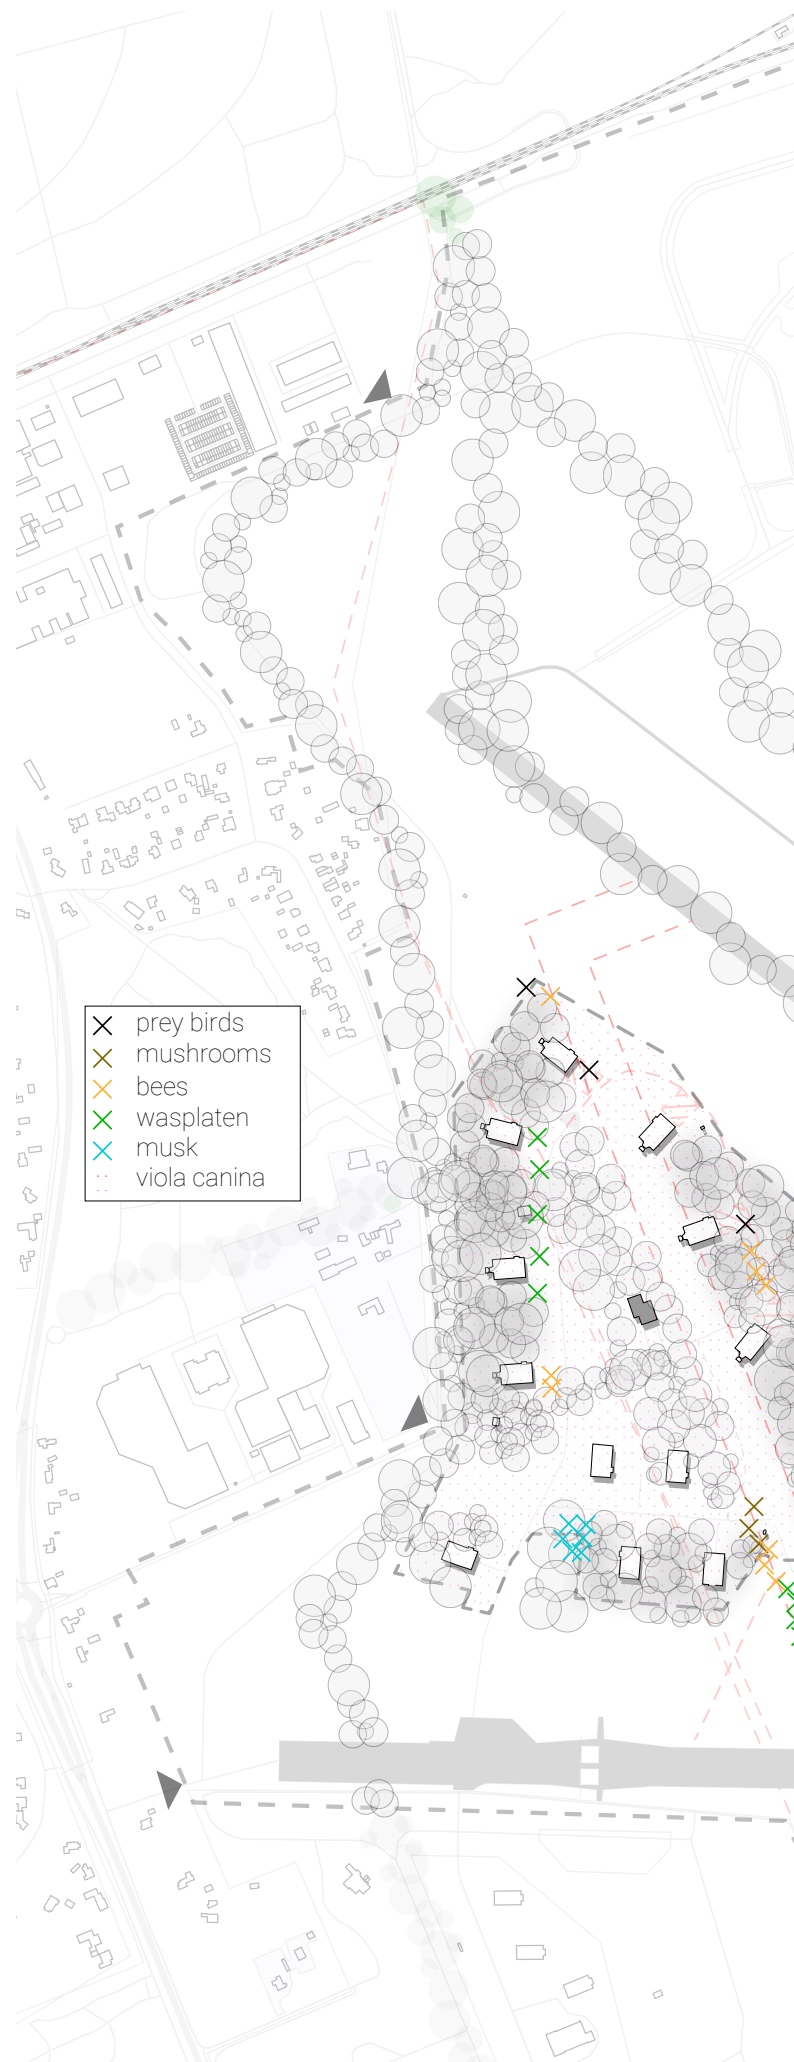 prey birds
mushrooms
bees
wasplaten
musk
viola canina